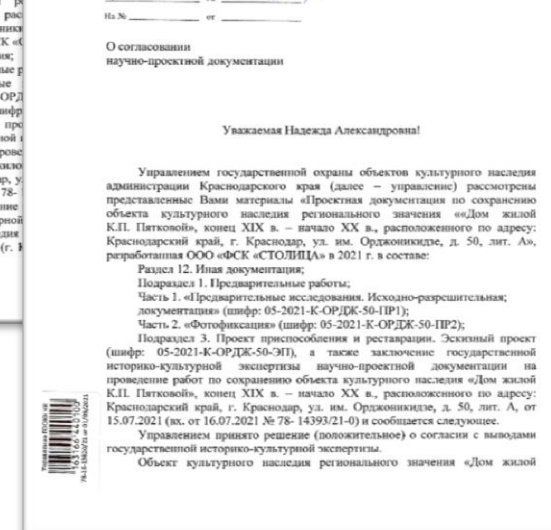 На № от
О согласовании
научно-проектной документации
Уважаемая Надежда Александровна!
Управлением государственной охраны объектов культурного наследия
администрации Краснодарского края (далее – управление) рассмотрены
представленные Вами материалы «Проектная документация по сохранению
объекта культурного наследия регионального значения ««Дом жилой
К.П. Пятковой», конец XIX в. – начало XX в., расположенного по адресу:
Краснодарский край, г. Краснодар, ул. им. Орджоникидзе, д. 50, лит. А»,
разработанная ООО «ФСК «СТОЛИЦА» в 2021 г. в составе:
Раздел 12. Иная документация;
Подраздел 1. Предварительные работы;
Часть 1. «Предварительные исследования. Исходно-разрешительная;
документация» (шифр: 05-2021-К-ОРДЖ-50-ПР1);
Часть 2. «Фотофиксация» (шифр: 05-2021-К-ОРДЖ-50-ПР2);
Подраздел 3. Проект приспособления и реставрации. Эскизный проект
(шифр: 05-2021-К-ОРДЖ-50-ЭП), а также заключение государственной
историко-культурной экспертизы научно-проектной документации на
проведение работ по сохранению объекта культурного наследия «Дом жилой
К.П. Пятковой», конец XIX в. – начало XX в., расположенного по адресу:
Краснодарский край, г. Краснодар, ул. им. Орджоникидзе, д. 50, лит. А, от
15.07.2021 (вх. от 16.07.2021 № 78- 14393/21-0) и сообщается следующее.
Управлением принято решение (положительное) о согласии с выводами
государственной историко-культурной экспертизы.
Объект культурного наследия регионального значения «Дом жилой